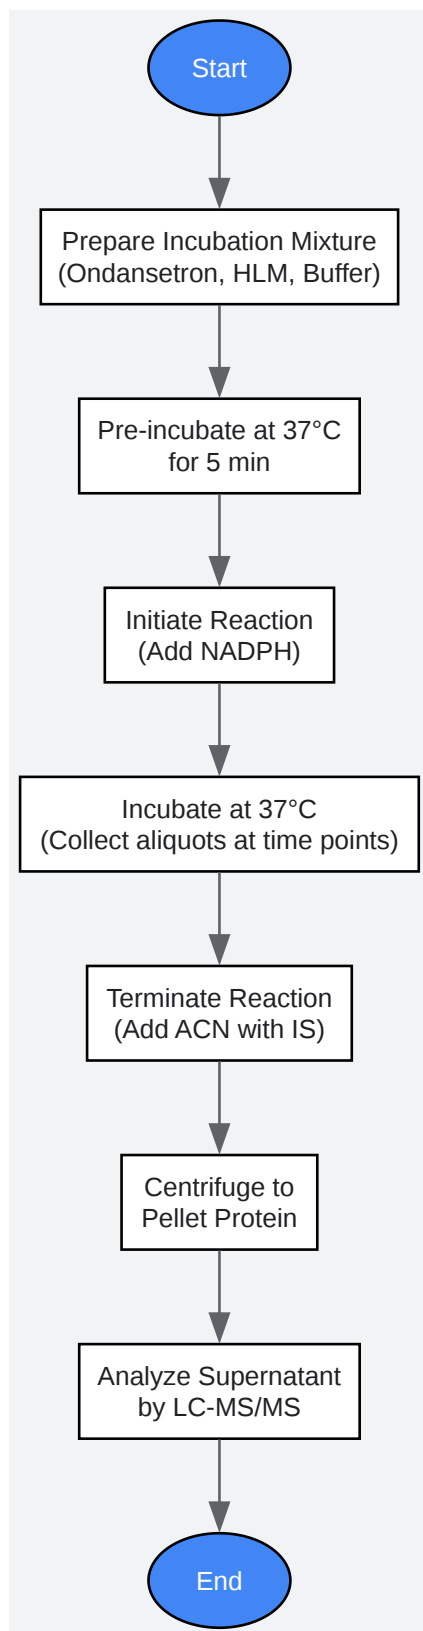 Start
Prepare Incubation Mixture
(Ondansetron, HLM, Buffer)
Pre-incubate at 37°C
for 5 min
Initiate Reaction
(Add NADPH)
Incubate at 37°C
(Collect aliquots at time points)
Terminate Reaction
(Add ACN with IS)
Centrifuge to
Pellet Protein
Analyze Supernatant
by LC-MS/MS
End